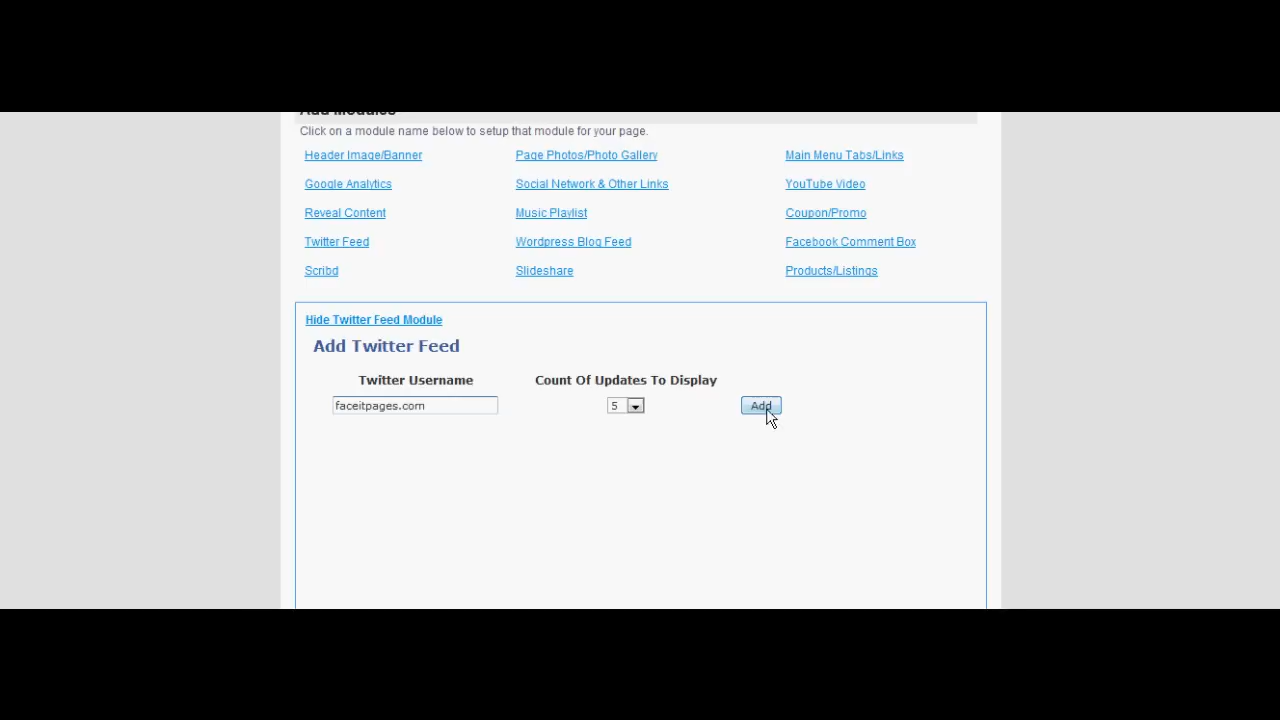 Add Modules
Click on a module name below to setup that module for your page.
Header Image/Banner Page Photos/Photo Gallery Main Menu Tabs/Links
Google Analytics Social Network & Other Links YouTube Video
Reveal Content Music Playlist Coupon/Promo
Twitter Feed Wordpress Blog Feed Facebook Comment Box
Scribd Slideshare Products/Listings
Hide Twitter Feed Module
Add Twitter Feed
Twitter Username Count Of Updates To Display
faceitpages.com 5 Add